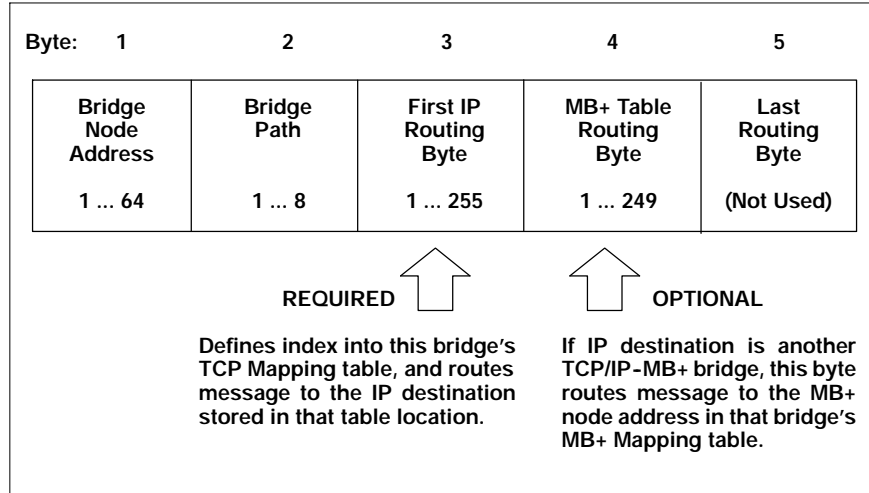 Byte: 1 2 3 4 5
Bridge Node Address
1 ... 64
Bridge Path
1 ... 8
First IP Routing Byte
1 ... 255
MB+ Table Routing Byte
1 ... 249
Last Routing Byte
(Not Used)
REQUIRED
Defines index into this bridge's
TCP Mapping table, and routes
message to the IP destination
stored in that table location.
OPTIONAL
If IP destination is another
TCP/IP-MB+ bridge, this byte
routes message to the MB+
node address in that bridge's
MB+ Mapping table.